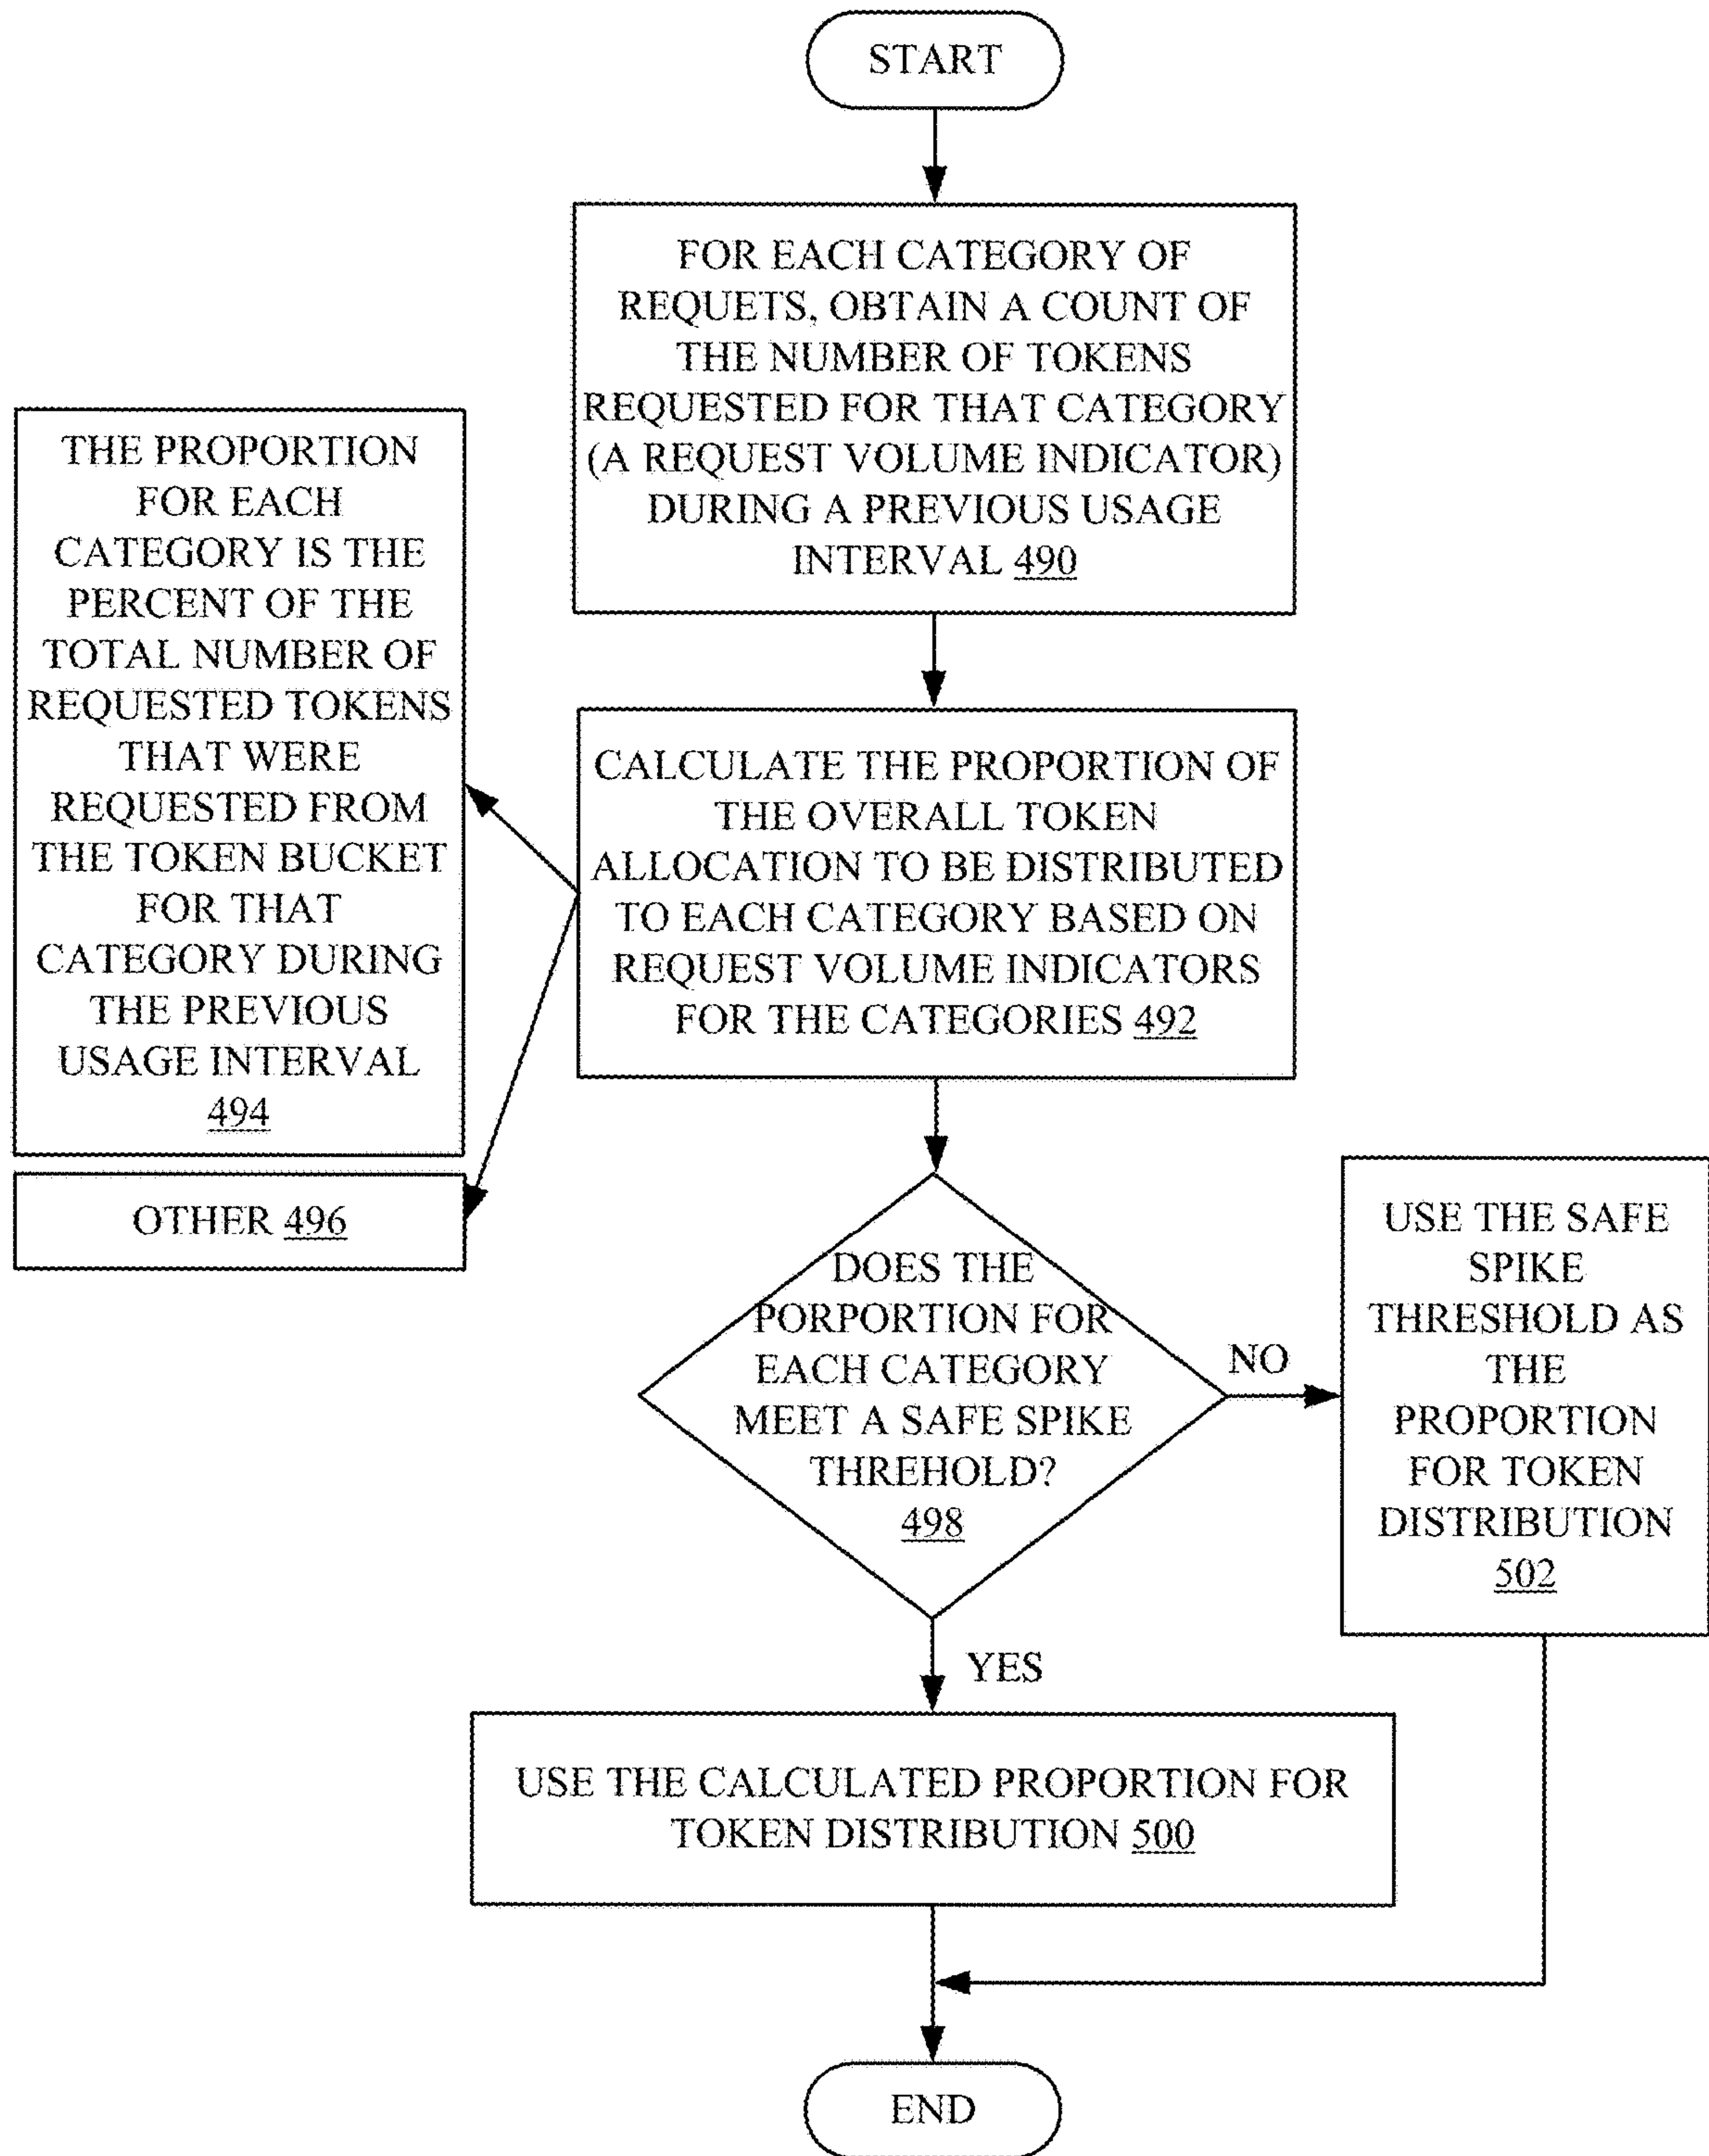 START
FOR EACH CATEGORY OF
REQUETS, OBTAIN A COUNT OF
THE NUMBER OF TOKENS
REQUESTED FOR THAT CATEGORY
(A REQUEST VOLUME INDICATOR)
DURING A PREVIOUS USAGE
INTERVAL 490
THE PROPORTION
FOR EACH
CATEGORY IS THE
PERCENT OF THE
TOTAL NUMBER OF
REQUESTED TOKENS
THAT WERE
REQUESTED FROM
THE TOKEN BUCKET
FOR THAT
CATEGORY DURING
THE PREVIOUS
USAGE INTERVAL
494
CALCULATE THE PROPORTION OF
THE OVERALL TOKEN
ALLOCATION TO BE DISTRIBUTED
TO EACH CATEGORY BASED ON
REQUEST VOLUME INDICATORS
FOR THE CATEGORIES 492
OTHER 496
DOES THE
PORPORTION FOR
EACH CATEGORY
MEET A SAFE SPIKE
THREHOLD?
498
NO
USE THE SAFE
SPIKE
THRESHOLD AS
THE
PROPORTION
FOR TOKEN
DISTRIBUTION
502
YES
USE THE CALCULATED PROPORTION FOR
TOKEN DISTRIBUTION 500
END